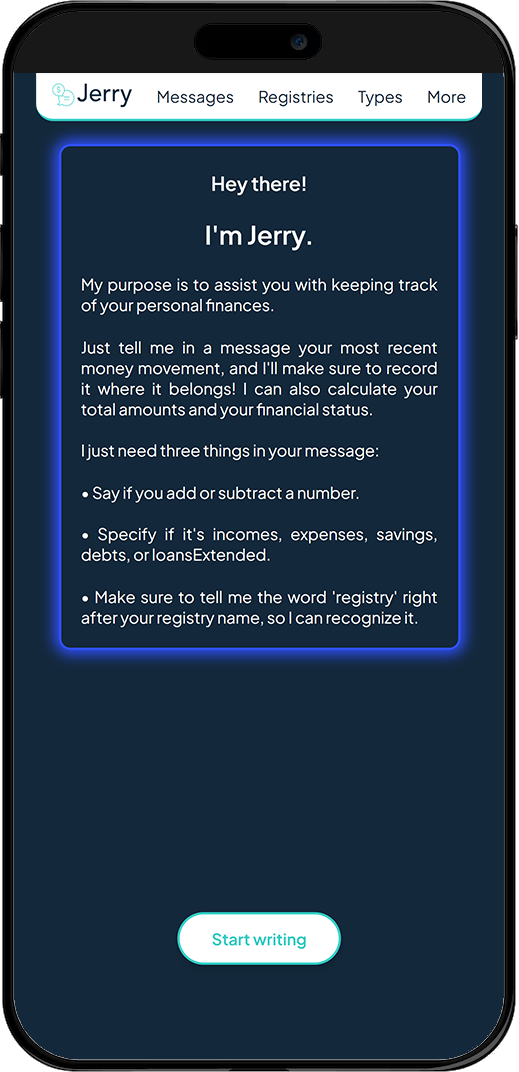 Jerry Messages Registries Types More
Hey there!
I'm Jerry.
My purpose is to assist you with keeping track
of your personal finances.
Just tell me in a message your most recent
money movement, and I'll make sure to record
it where it belongs! I can also calculate your
total amounts and your financial status.
I just need three things in your message:
• Say if you add or subtract a number.
• Specify if it's incomes, expenses, savings,
debts, or loansExtended.
• Make sure to tell me the word 'registry' right
after your registry name, so I can recognize it.
Start writing